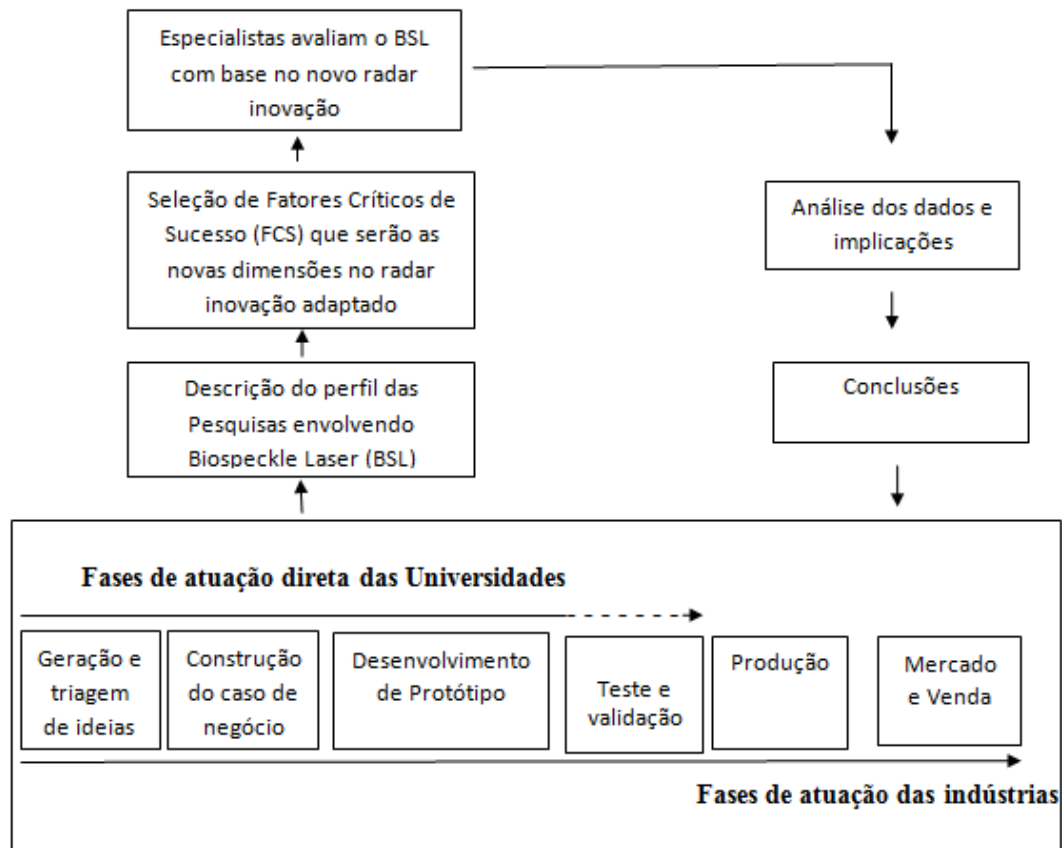 Especialistas avaliam o BSL
com base no novo radar
inovação
Seleção de Fatores Críticos de
Sucesso (FCS) que serão as
novas dimensões no radar
inovação adaptado
Análise dos dados e
implicações
Descrição do perfil das
Pesquisas envolvendo
Biospeckle Laser (BSL)
Conclusões
Fases de atuação direta das Universidades
Geração e
triagem
de ideias
Construção
do caso de
negócio
Desenvolvimento
de Protótipo
Teste e
validação
Produção
Mercado
e Venda
Fases de atuação das indústrias